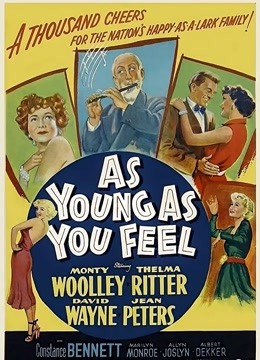 A THOUSAND CHEERS
FOR THE NATION'S HAPPY-AS-A-LARK FAMILY!
AS
YOUNG AS
YOU FEEL
Starring
MONTY THELMA
WOOLLEY RITTER
DAVID JEAN
WAYNE PETERS
Constance BENNETT MARILYN MONROE ALLYN JOSLYN ALBERT DEKKER